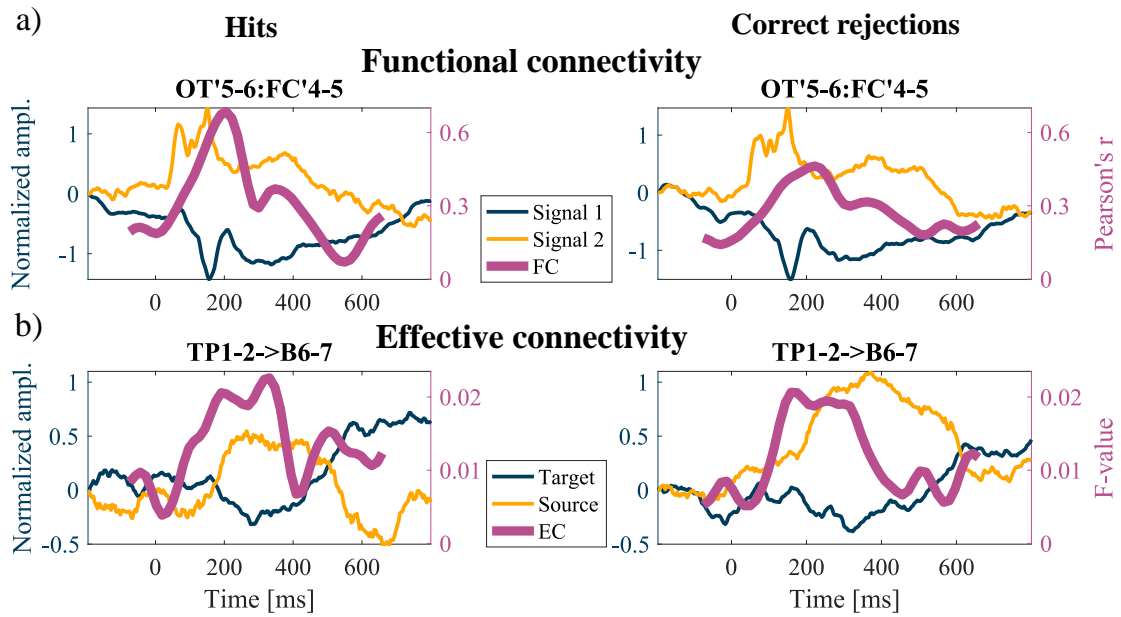 a)
Hits
Correct rejections
Functional connectivity
OT'5-6:FC'4-5
OT'5-6:FC'4-5
Normalized ampl.
1
0
-1
0.6
0.3
0
0
200
400
600
Signal 1
Signal 2
FC
1
0
-1
0.6
0.3
0
Pearson's r
0
200
400
600
b)
Effective connectivity
TP1-2->B6-7
TP1-2->B6-7
Normalized ampl.
1
0.5
0
-0.5
0.02
0.01
0
0
200
400
600
Time [ms]
Target
Source
EC
1
0.5
0
-0.5
0.02
0.01
0
F-value
0
200
400
600
Time [ms]